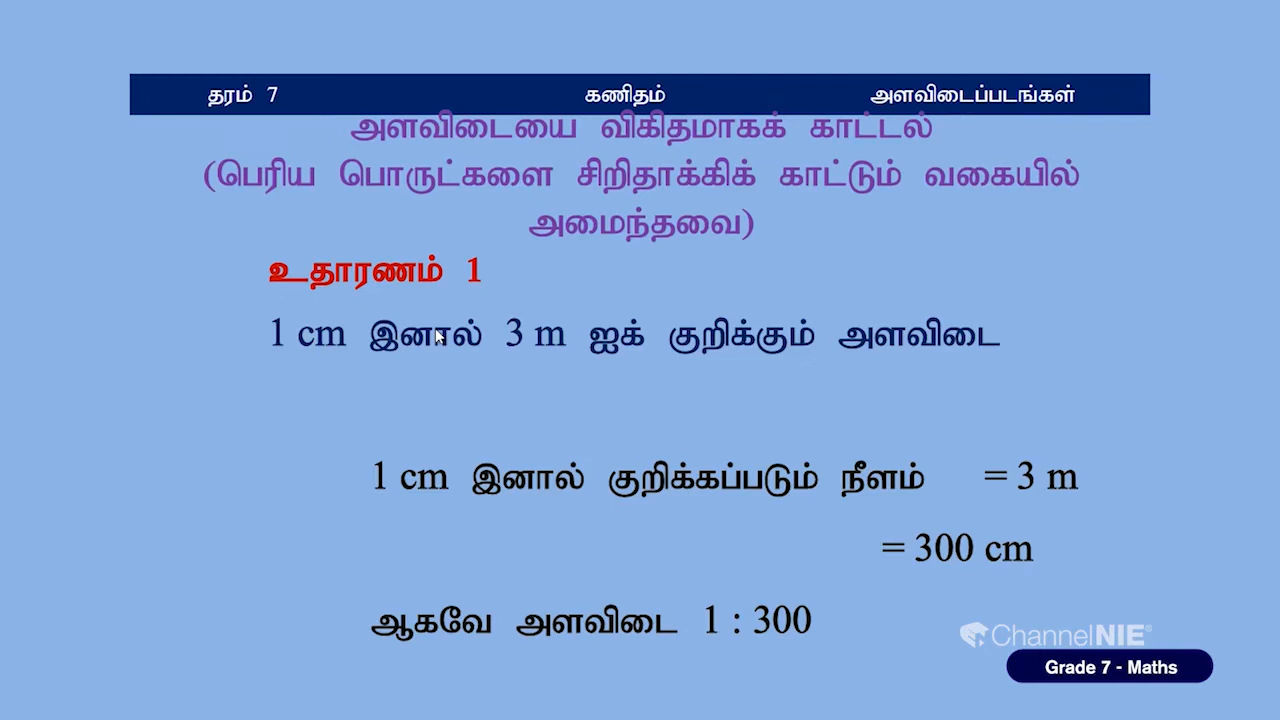 தரம் 7 கணிதம் அளவிடைப்படங்கள்
அளவிடையை விகிதமாகக் காட்டல்
(பெரிய பொருட்களை சிறிதாக்கிக் காட்டும் வகையில்
அமைந்தவை)
உதாரணம் 1
1 cm இனால் 3 m ஐக் குறிக்கும் அளவிடை
1 cm இனால் குறிக்கப்படும் நீளம் = 3 m
= 300 cm
ஆகவே அளவிடை 1 : 300
ChannelNIE®
Grade 7 - Maths